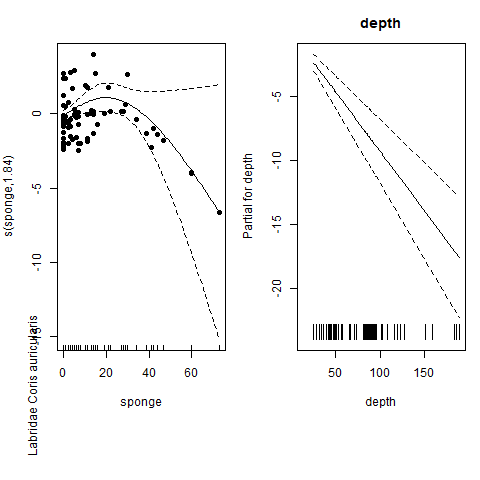 depth
s(sponge,1.84)
0
-5
-10
-15
0
20
40
60
sponge
Labridae Coris auricularis
Partial for depth
-5
-10
-15
-20
50
100
150
depth